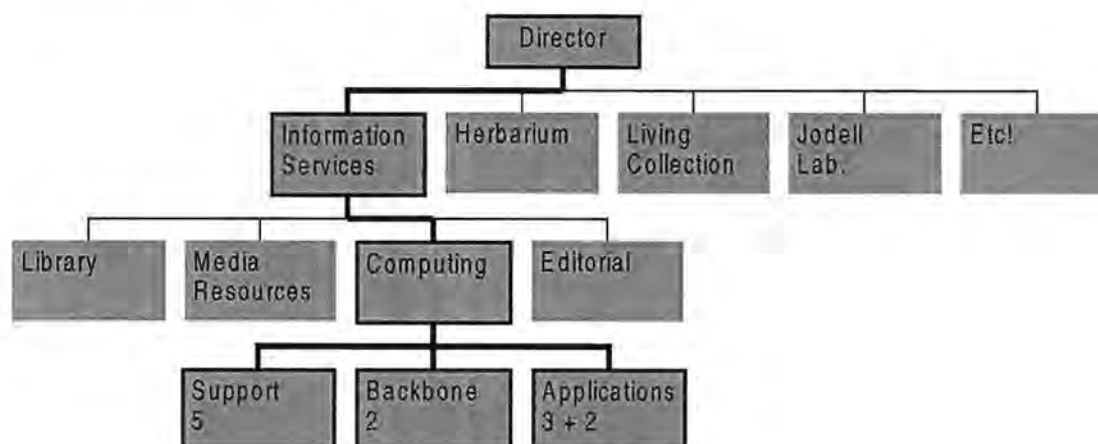 Director
Information
Services
Herbarium
Living
Collection
Jodell
Lab.
Etc!
Library
Media
Resources
Computing
Editorial
Support
5
Backbone
2
Applications
3 + 2